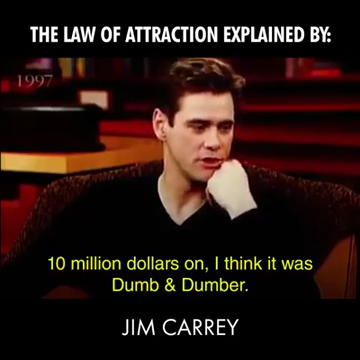 THE LAW OF ATTRACTION EXPLAINED BY:
1997
10 million dollars on, I think it was
Dumb & Dumber.
JIM CARREY